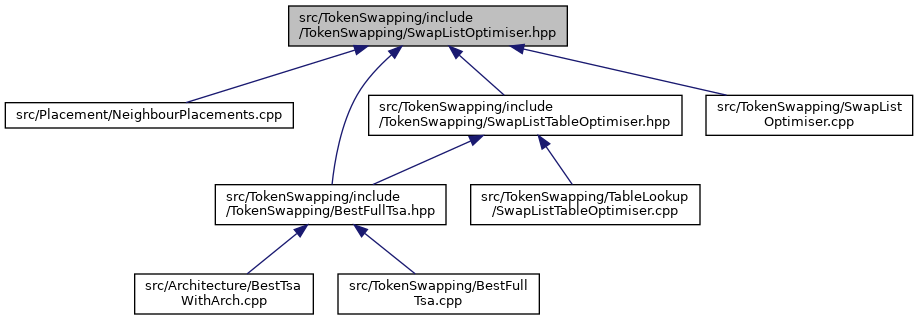 src/TokenSwapping/include
/TokenSwapping/SwapListOptimiser.hpp
src/Placement/NeighbourPlacements.cpp
src/TokenSwapping/include
/TokenSwapping/SwapListTableOptimiser.hpp
src/TokenSwapping/SwapList
Optimiser.cpp
src/TokenSwapping/include
/TokenSwapping/BestFullTsa.hpp
src/TokenSwapping/TableLookup
/SwapListTableOptimiser.cpp
src/Architecture/BestTsa
WithArch.cpp
src/TokenSwapping/BestFull
Tsa.cpp